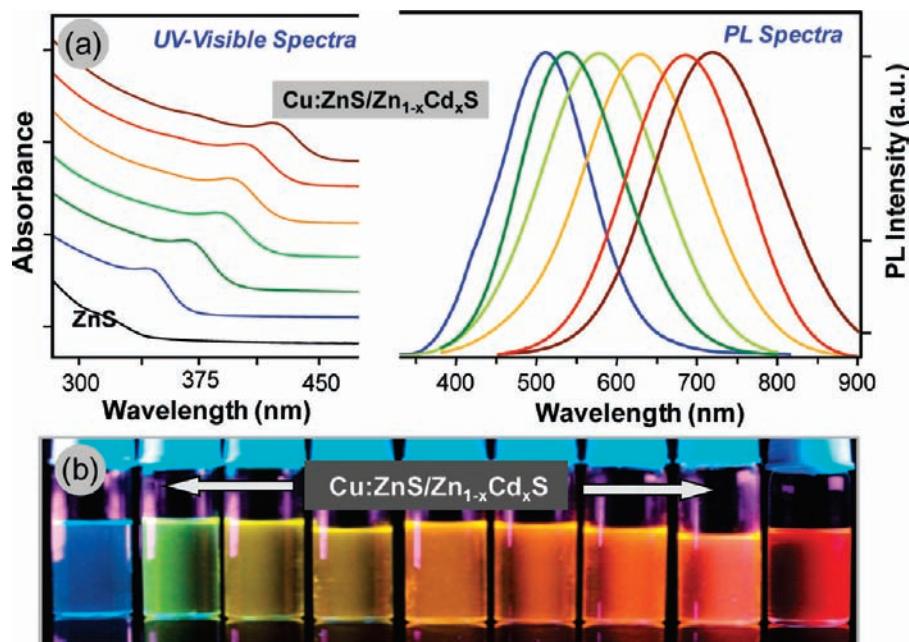 (a)
UV-Visible Spectra
PL Spectra
Cu:ZnS/Zn₁₋ₓCdₓS
Absorbance
ZnS
PL Intensity (a.u.)
300 375 450
400 500 600 700 800 900
Wavelength (nm)
Wavelength (nm)
(b)
Cu:ZnS/Zn₁₋ₓCdₓS